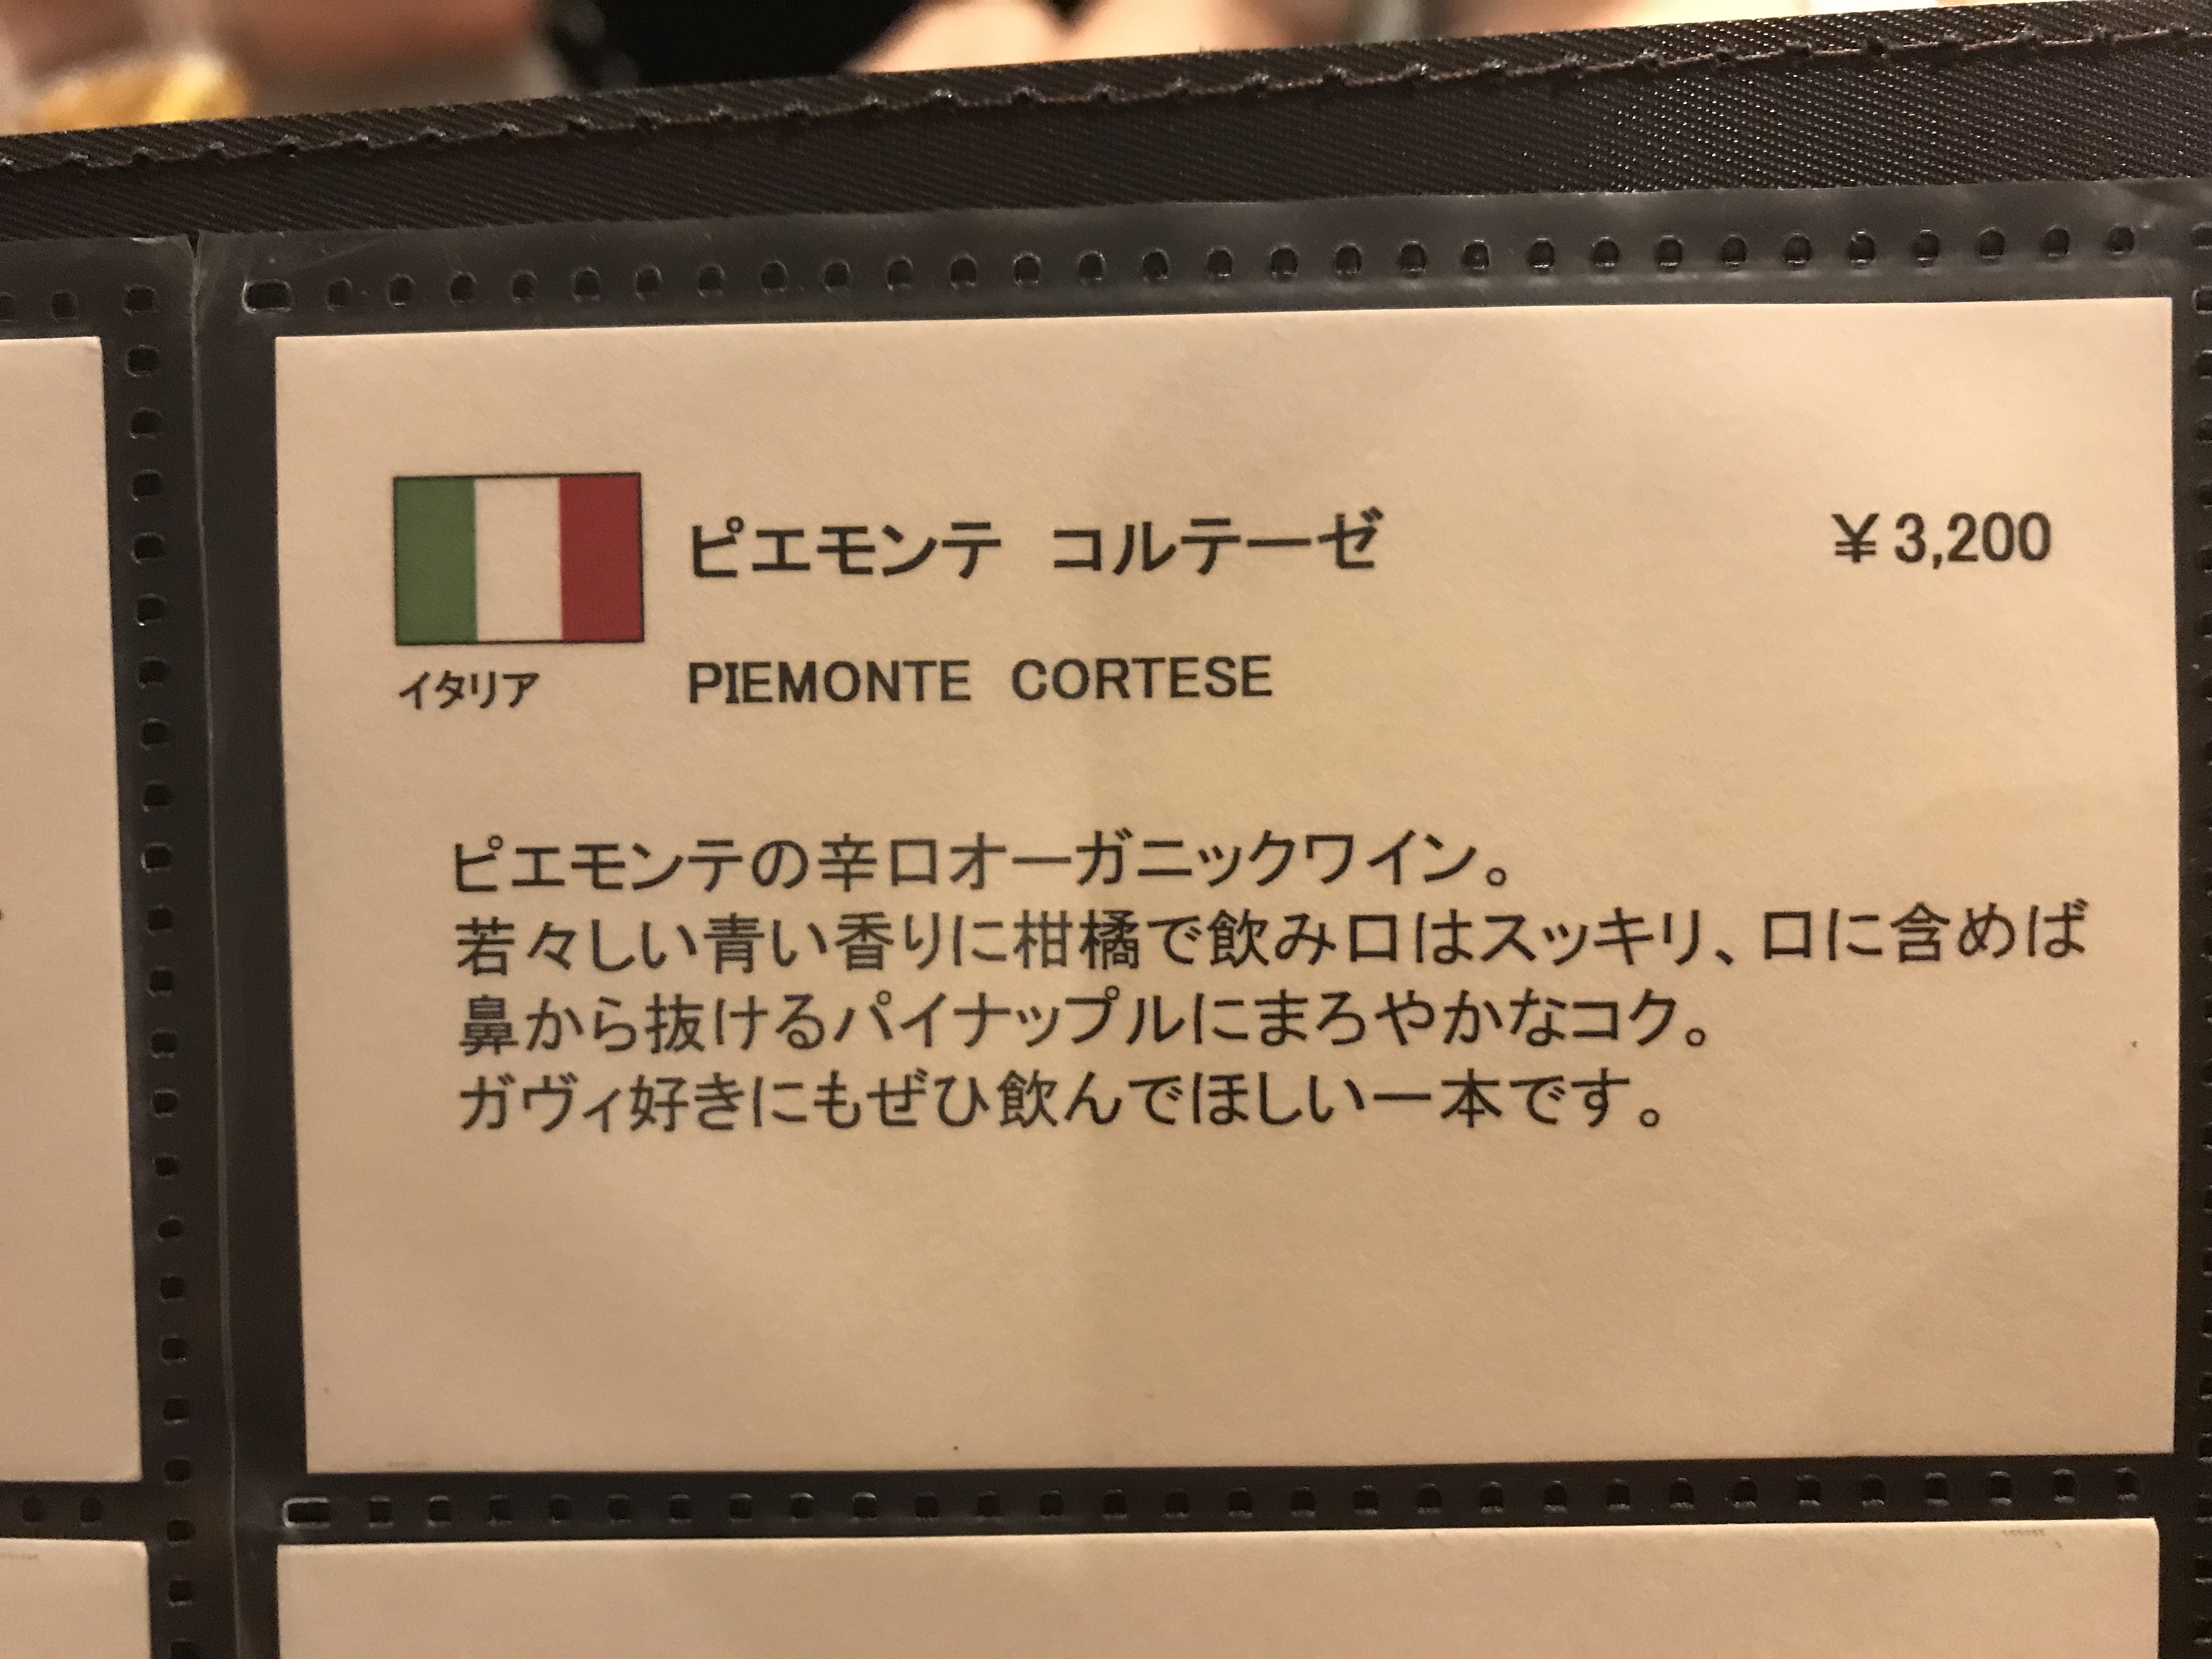 ピエモンテ コルテーゼ ￥3,200
イタリア PIEMONTE CORTESE
ピエモンテの辛口オーガニックワイン。
若々しい青い香りに柑橘で飲み口はスッキリ、口に含めば
鼻から抜けるパイナップルにまろやかなコク。
ガヴィ好きにもぜひ飲んでほしい一本です。